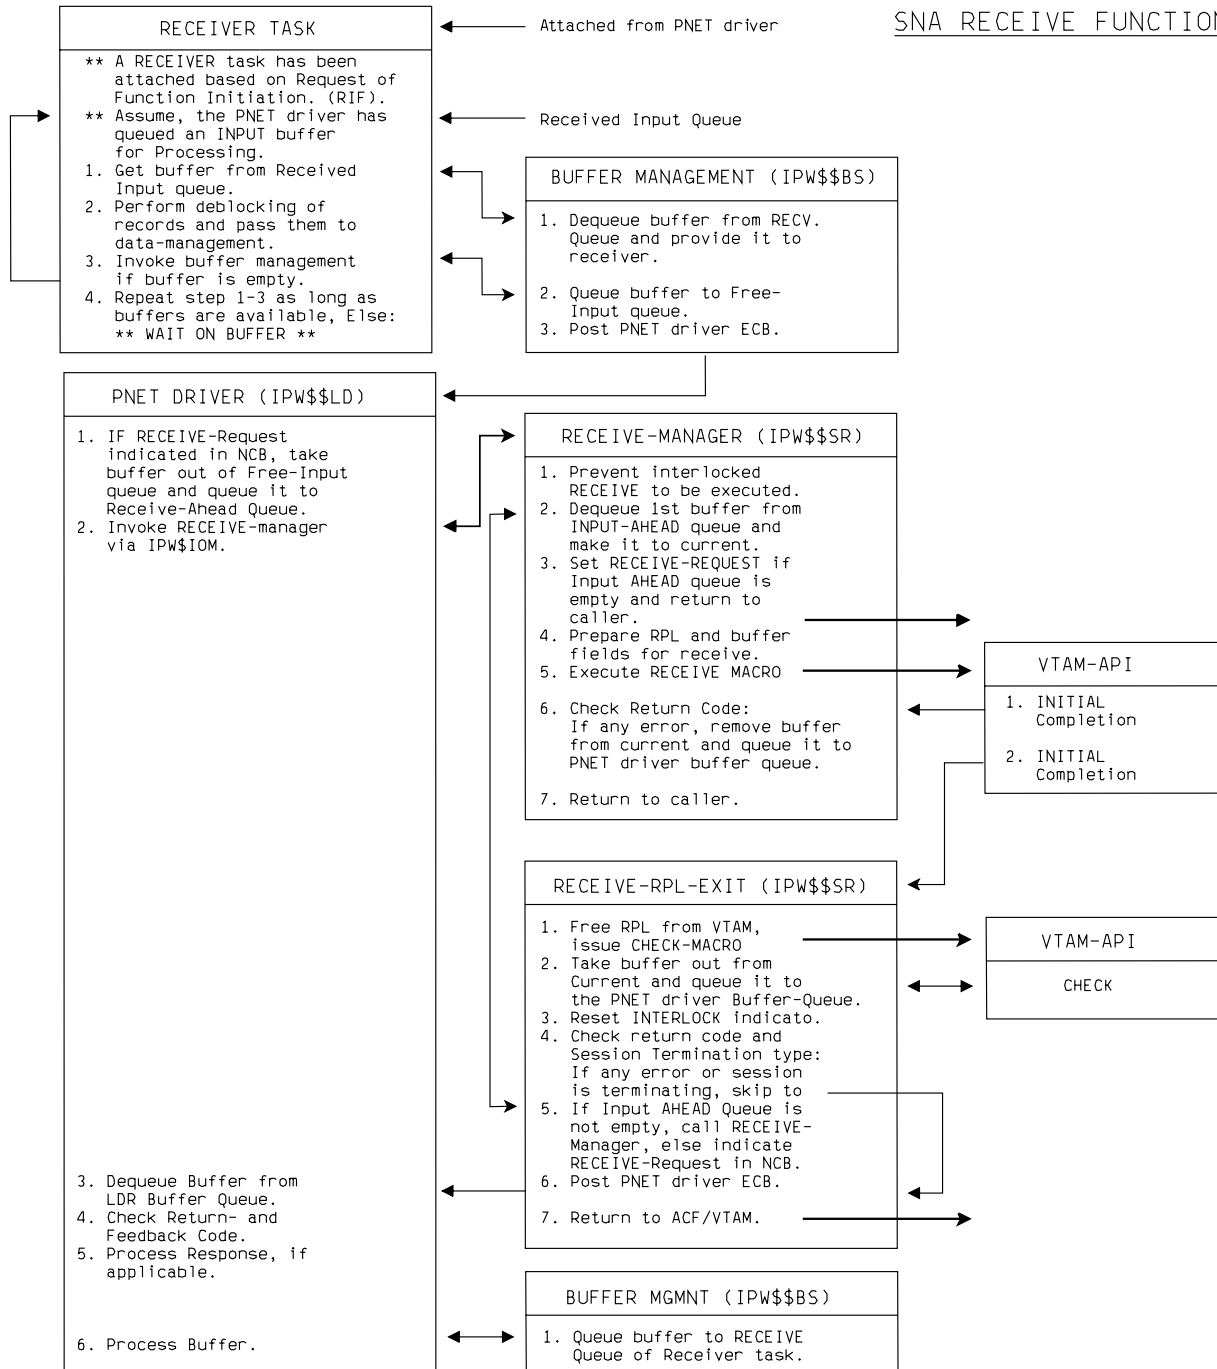 SNA RECEIVE FUNCTION
RECEIVER TASK
Attached from PNET driver
** A RECEIVER task has been
attached based on Request of
Function Initiation. (RIF).
** Assume, the PNET driver has
queued an INPUT buffer
for Processing.
1. Get buffer from Received
Input queue.
2. Perform deblocking of
records and pass them to
data-management.
3. Invoke buffer management
if buffer is empty.
4. Repeat step 1-3 as long as
buffers are available, Else:
** WAIT ON BUFFER **
Received Input Queue
BUFFER MANAGEMENT (IPW$$BS)
1. Dequeue buffer from RECV.
Queue and provide it to
receiver.
2. Queue buffer to Free-
Input queue.
3. Post PNET driver ECB.
PNET DRIVER (IPW$$LD)
1. IF RECEIVE-Request
indicated in NCB, take
buffer out of Free-Input
queue and queue it to
Receive-Ahead Queue.
2. Invoke RECEIVE-manager
via IPW$IOM.
RECEIVE-MANAGER (IPW$$SR)
1. Prevent interlocked
RECEIVE to be executed.
2. Dequeue 1st buffer from
INPUT-AHEAD queue and
make it to current.
3. Set RECEIVE-REQUEST if
Input AHEAD queue is
empty and return to
caller.
4. Prepare RPL and buffer
fields for receive.
5. Execute RECEIVE MACRO
6. Check Return Code:
If any error, remove buffer
from current and queue it to
PNET driver buffer queue.
7. Return to caller.
VTAM-API
1. INITIAL
Completion
2. INITIAL
Completion
RECEIVE-RPL-EXIT (IPW$$SR)
1. Free RPL from VTAM,
issue CHECK-MACRO
2. Take buffer out from
Current and queue it to
the PNET driver Buffer-Queue.
3. Reset INTERLOCK indicato.
4. Check return code and
Session Termination type:
If any error or session
is terminating, skip to
5. If Input AHEAD Queue is
not empty, call RECEIVE-
Manager, else indicate
RECEIVE-Request in NCB.
6. Post PNET driver ECB.
7. Return to ACF/VTAM.
VTAM-API
CHECK
3. Dequeue Buffer from
LDR Buffer Queue.
4. Check Return- and
Feedback Code.
5. Process Response, if
applicable.
6. Process Buffer.
BUFFER MGMNT (IPW$$BS)
1. Queue buffer to RECEIVE
Queue of Receiver task.